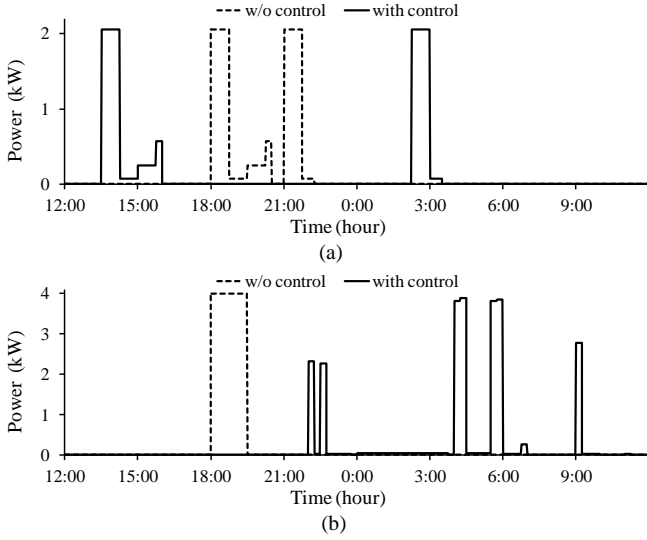 w/o control with control
2
1
0
Power (kW)
12:00 15:00 18:00 21:00 0:00 3:00 6:00 9:00
Time (hour)
(a)
w/o control with control
4
3
2
1
0
Power (kW)
12:00 15:00 18:00 21:00 0:00 3:00 6:00 9:00
Time (hour)
(b)